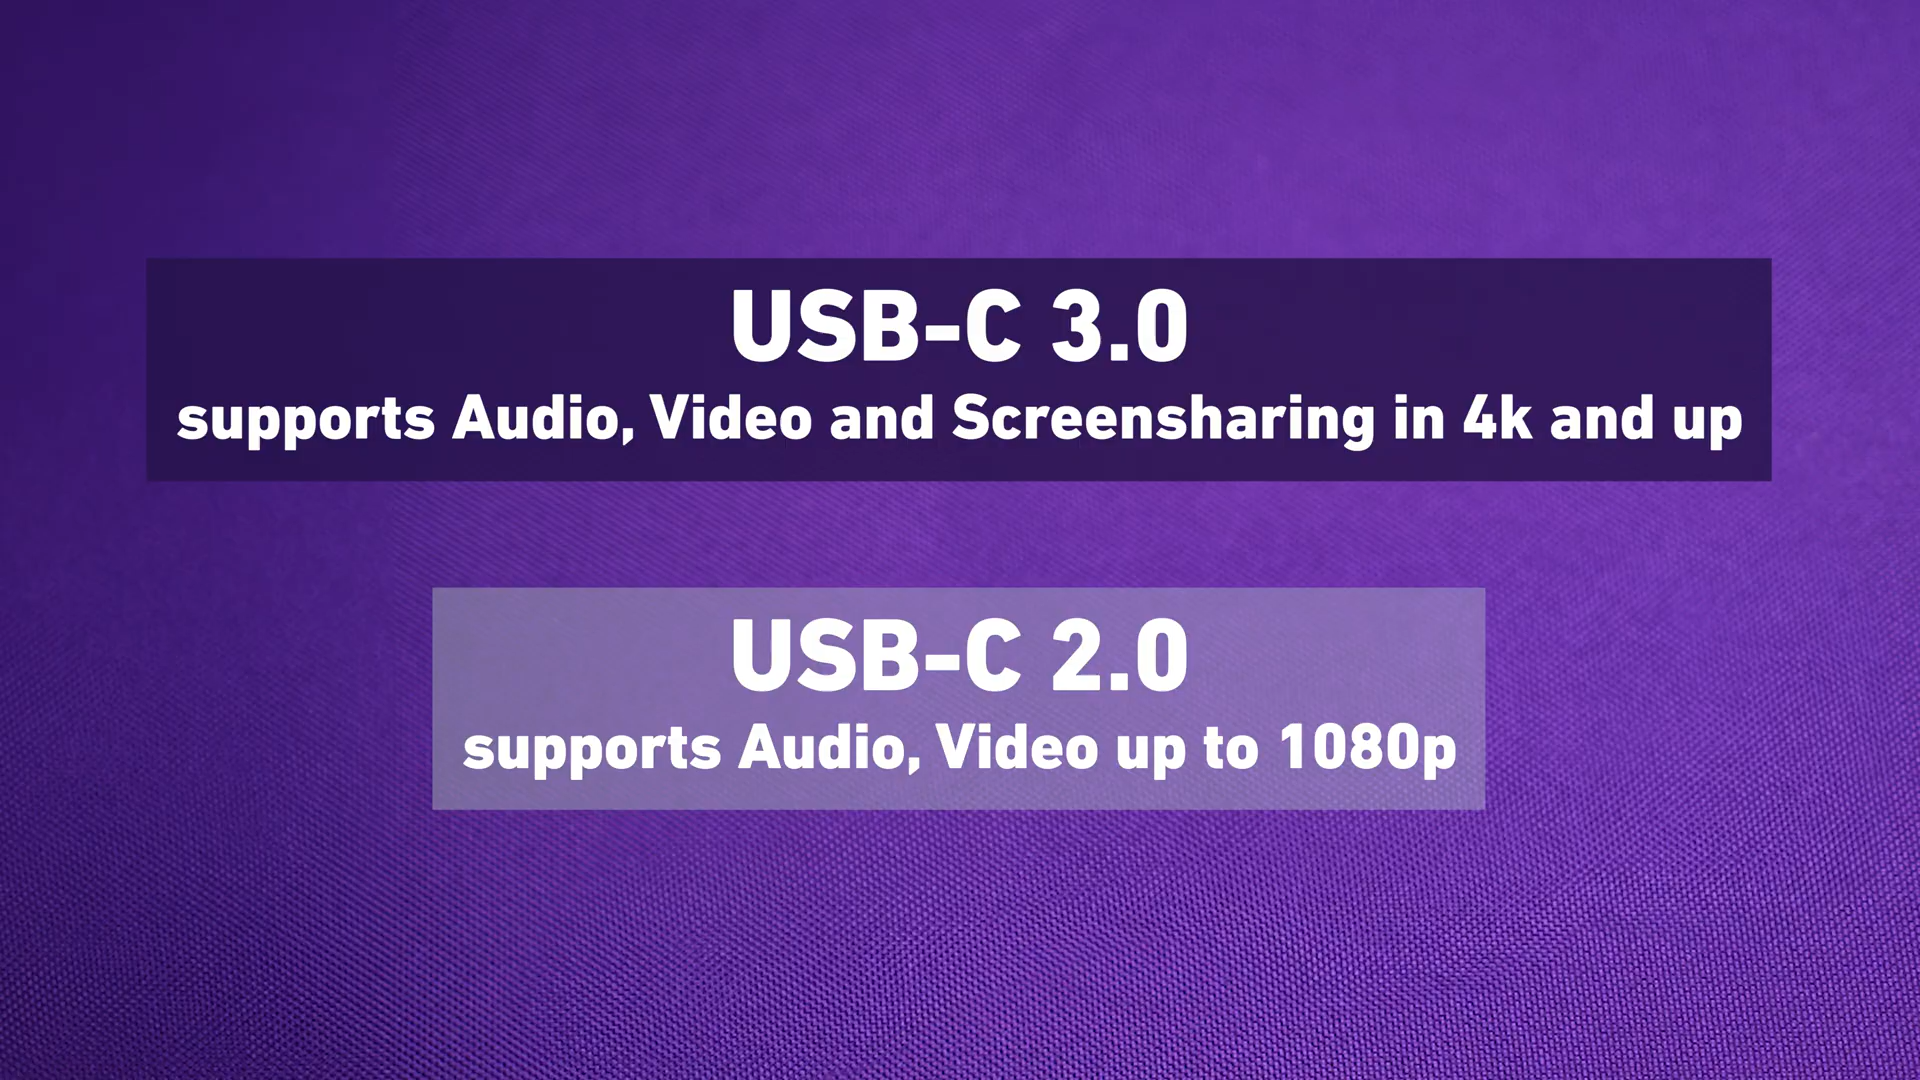 USB-C 3.0
supports Audio, Video and Screensharing in 4k and up
USB-C 2.0
supports Audio, Video up to 1080p